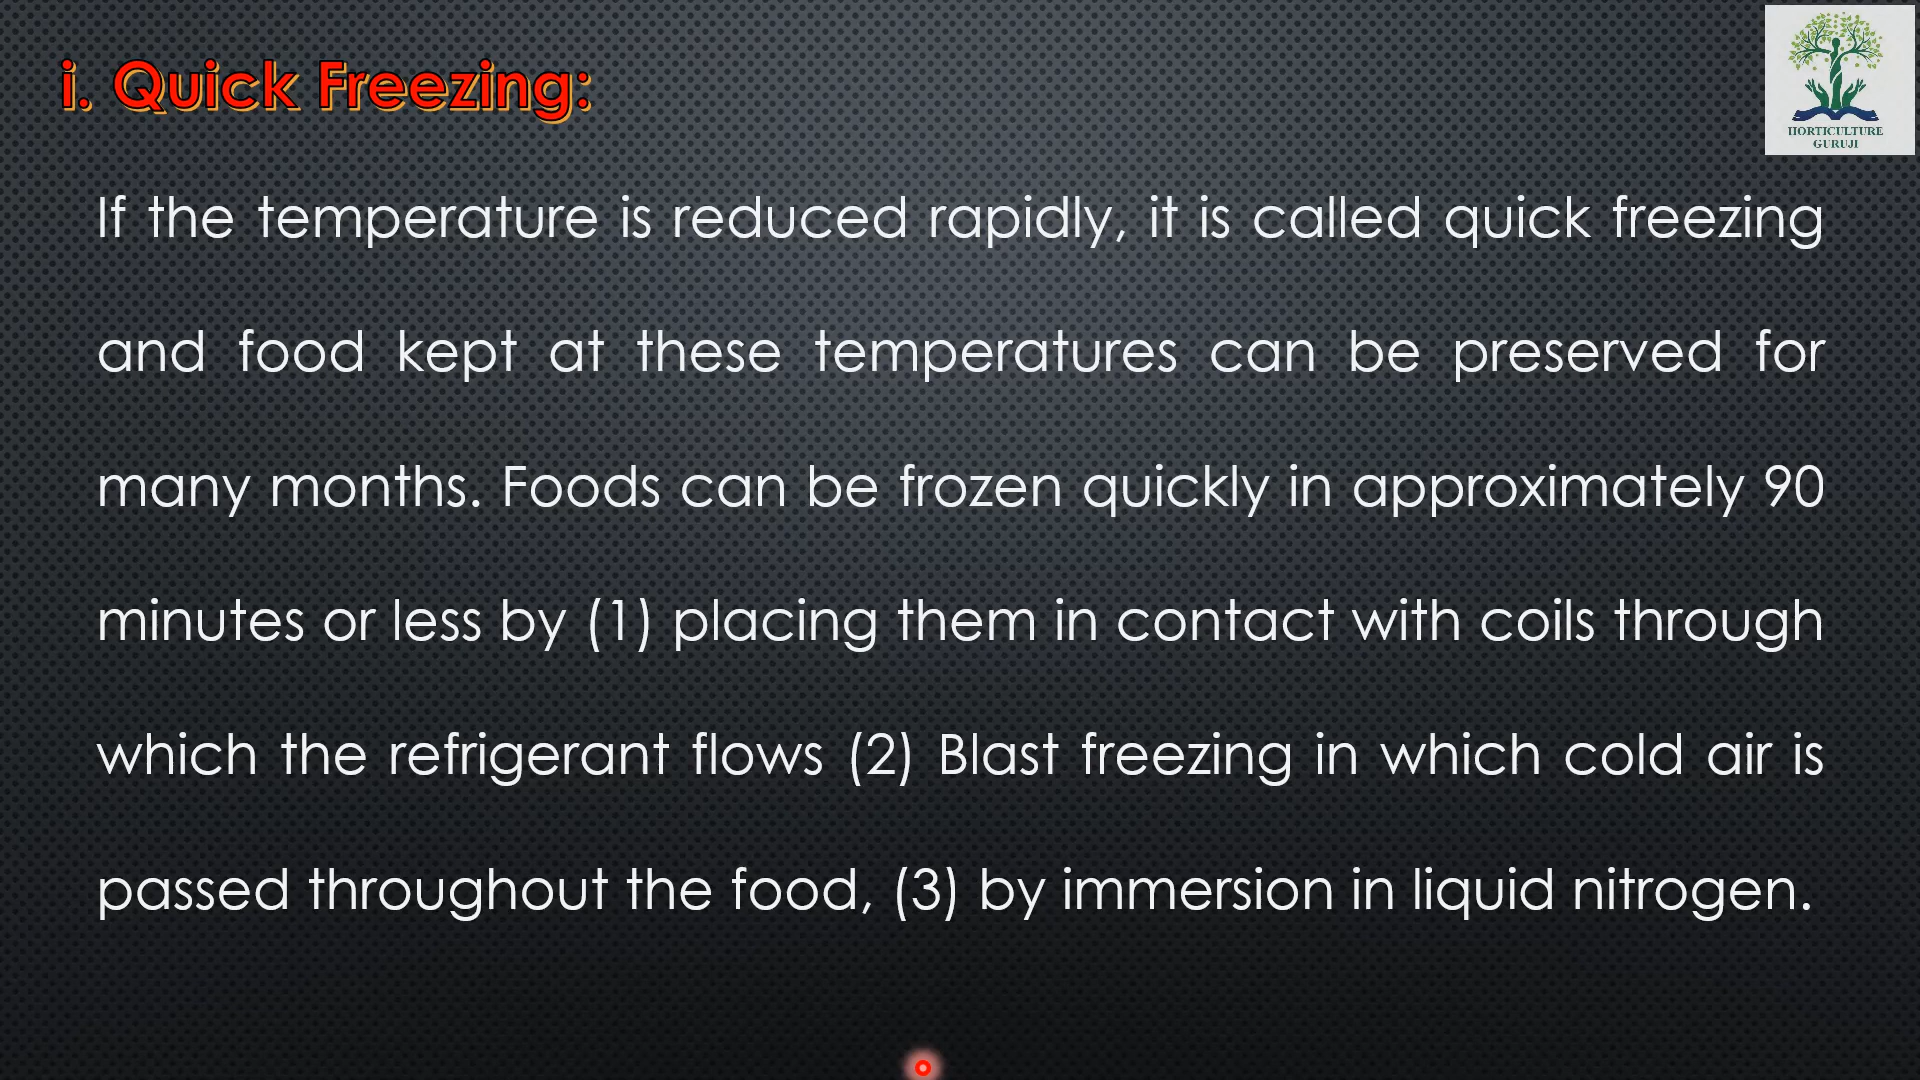 i. Quick Freezing:
HORTICULTURE
GURUJI
If the temperature is reduced rapidly, it is called quick freezing
and food kept at these temperatures can be preserved for
many months. Foods can be frozen quickly in approximately 90
minutes or less by (1) placing them in contact with coils through
which the refrigerant flows (2) Blast freezing in which cold air is
passed throughout the food, (3) by immersion in liquid nitrogen.